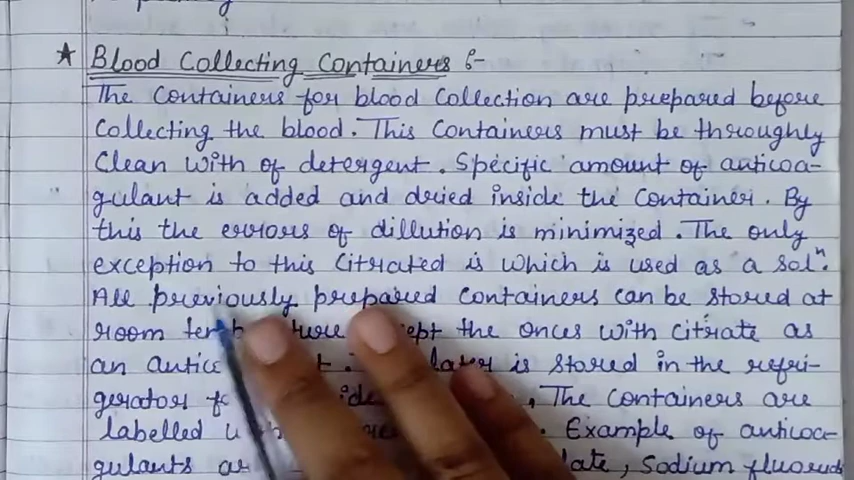 ★ Blood Collecting Containers :-
The Containers for blood Collection are prepared before
Collecting the blood. This Containers must be throughly
Clean with of detergent. Specific amount of anticoa-
gulant is added and dried inside the Container. By
this the errors of dillution is minimized. The only
exception to this Citrated is which is used as a solⁿ.
All previously prepared Containers can be stored at
room the onces with citrate as
an is stored in the refri-
gerator The containers are
labelled Example of anticoa-
gulants Sodium fluoride